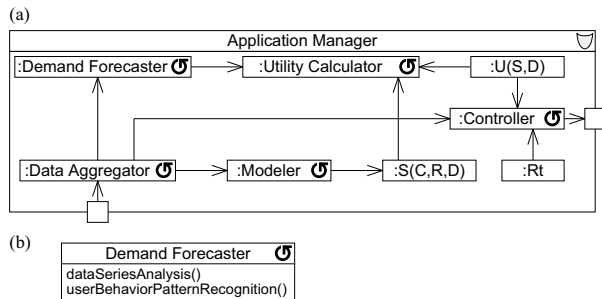 (a)
Application Manager
:Demand Forecaster
:Utility Calculator
:U(S,D)
:Controller
:Data Aggregator
:Modeler
:S(C,R,D)
:Rt
(b)
Demand Forecaster
dataSeriesAnalysis()
userBehaviorPatternRecognition()